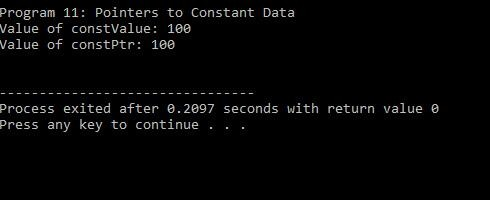 Program 11: Pointers to Constant Data
Value of constValue: 100
Value of constPtr: 100
--------------------------------
Process exited after 0.2097 seconds with return value 0
Press any key to continue . . .